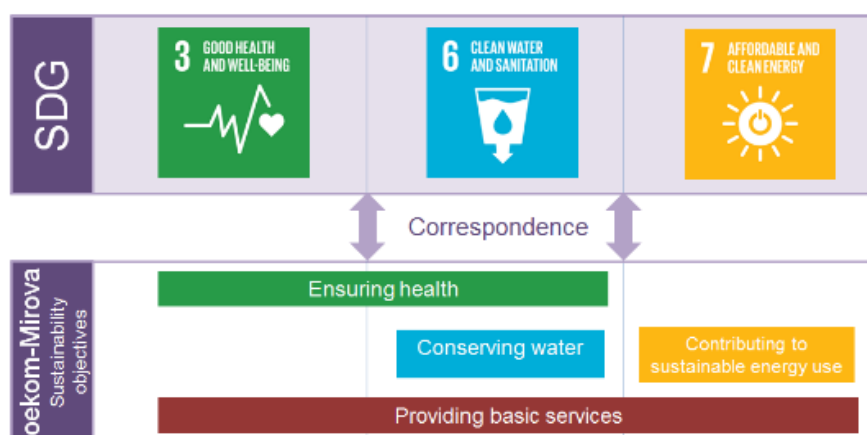 SDG
3 GOOD HEALTH
AND WELL-BEING
6 CLEAN WATER
AND SANITATION
7 AFFORDABLE AND
CLEAN ENERGY
Correspondence
oekom-Mirova
Sustainability
objectives
Ensuring health
Conserving water
Contributing to
sustainable energy use
Providing basic services